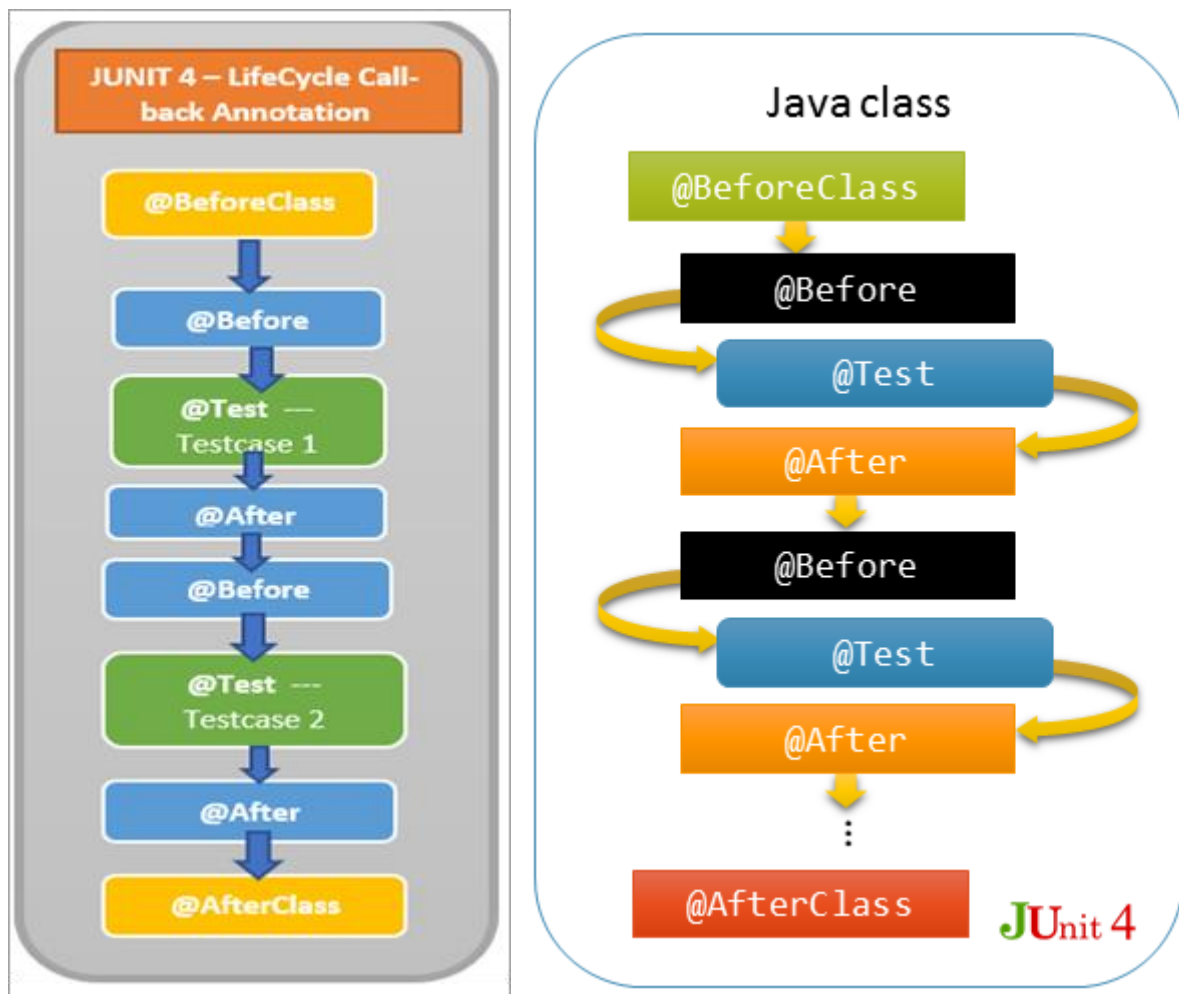 JUNIT 4 – LifeCycle Call-
back Annotation
@BeforeClass
@Before
@Test ---
Testcase 1
@After
@Before
@Test ---
Testcase 2
@After
@AfterClass
Java class
@BeforeClass
@Before
@Test
@After
@Before
@Test
@After
...
@AfterClass
JUnit 4